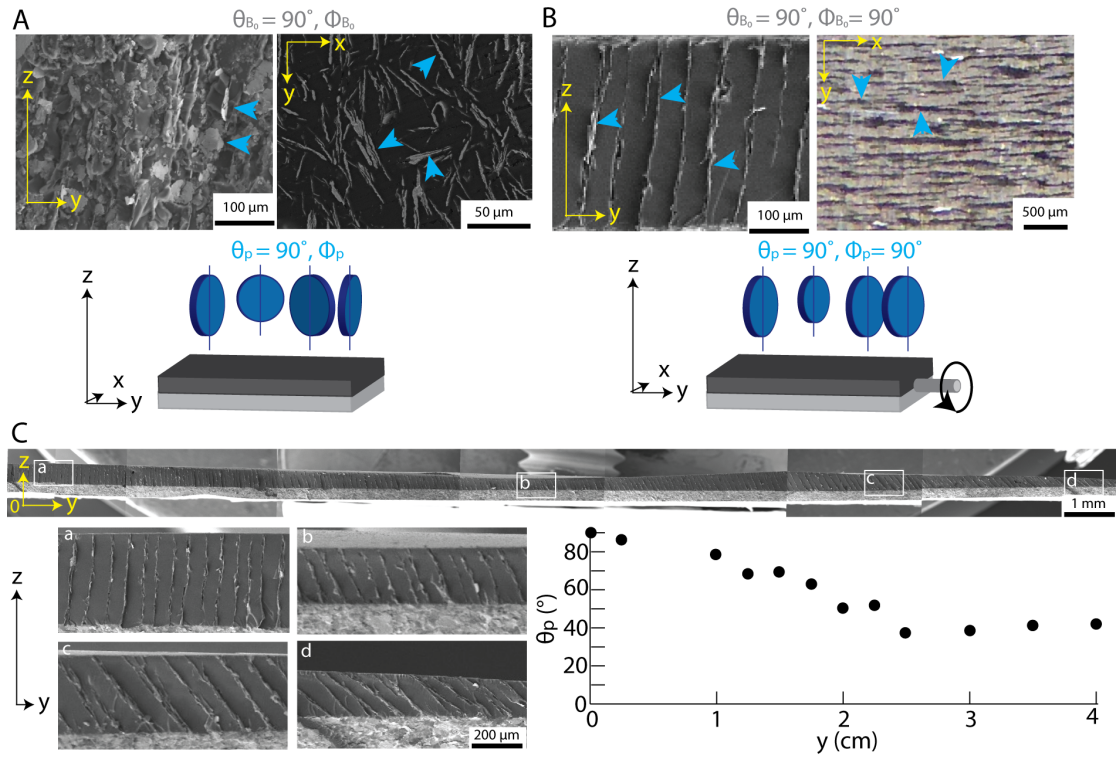 A
θB₀ = 90°, ΦB₀
z
y
100 µm
x
y
50 µm
θp = 90°, Φp
z
x
y
B
θB₀ = 90°, ΦB₀ = 90°
z
y
100 µm
x
y
500 µm
θp = 90°, Φp = 90°
z
x
y
C
a
z
0
y
b
c
d
1 mm
a
b
z
y
c
d
200 µm
80
60
40
20
0
θp (°)
0 1 2 3 4
y (cm)